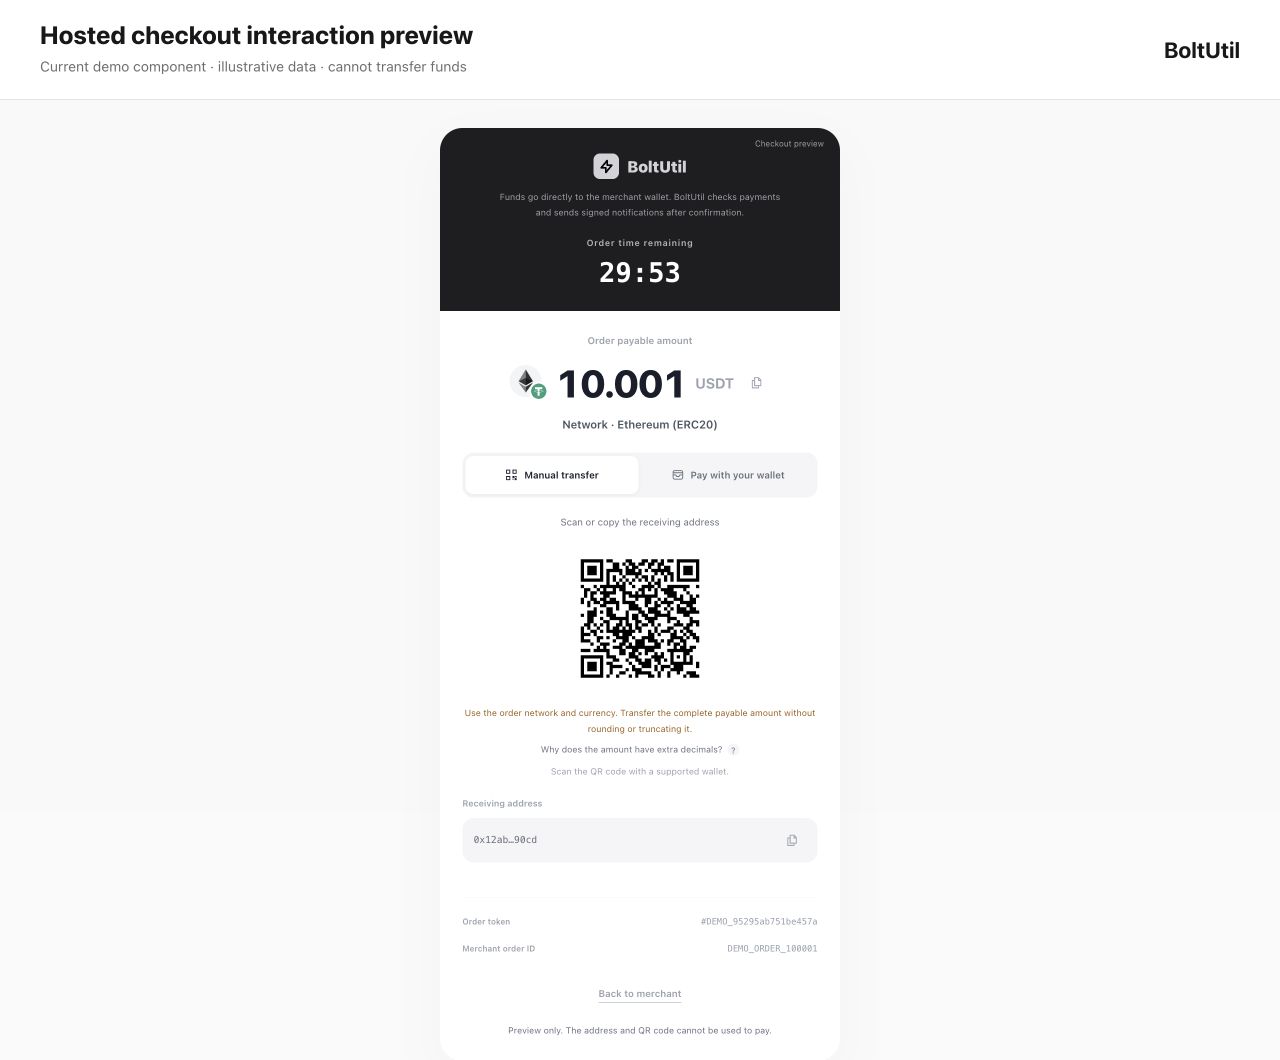 Hosted checkout interaction preview
Current demo component · illustrative data · cannot transfer funds
BoltUtil
Checkout preview
BoltUtil
Funds go directly to the merchant wallet. BoltUtil checks payments
and sends signed notifications after confirmation.
Order time remaining
29:53
Order payable amount
10.001 USDT
Network · Ethereum (ERC20)
Manual transfer
Pay with your wallet
Scan or copy the receiving address
Use the order network and currency. Transfer the complete payable amount without
rounding or truncating it.
Why does the amount have extra decimals? ?
Scan the QR code with a supported wallet.
Receiving address
0x12ab…90cd
Order token #DEMO_95295ab751be457a
Merchant order ID DEMO_ORDER_100001
Back to merchant
Preview only. The address and QR code cannot be used to pay.